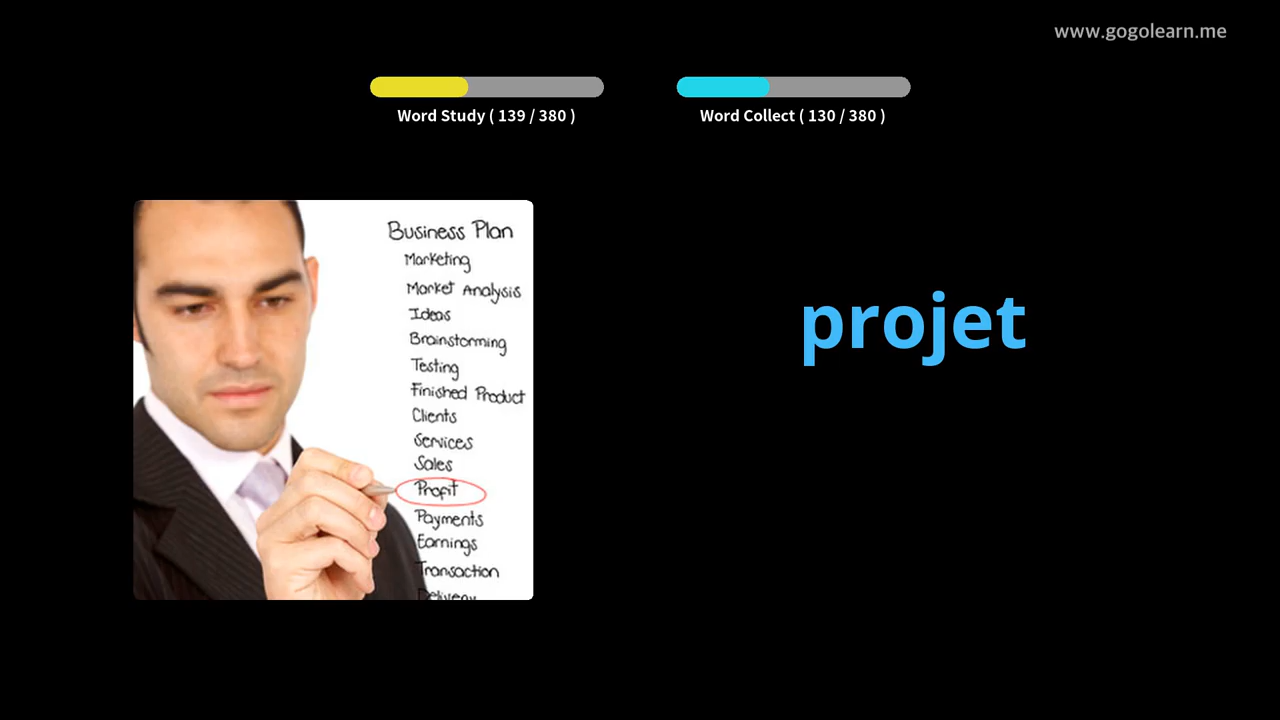 www.gogolearn.me
Word Study ( 139 / 380 )
Word Collect ( 130 / 380 )
Business Plan
Marketing
Market Analysis
Ideas
Brainstorming
Testing
Finished Product
Clients
Services
Sales
Profit
Payments
Earnings
Transaction
Delivery
projet